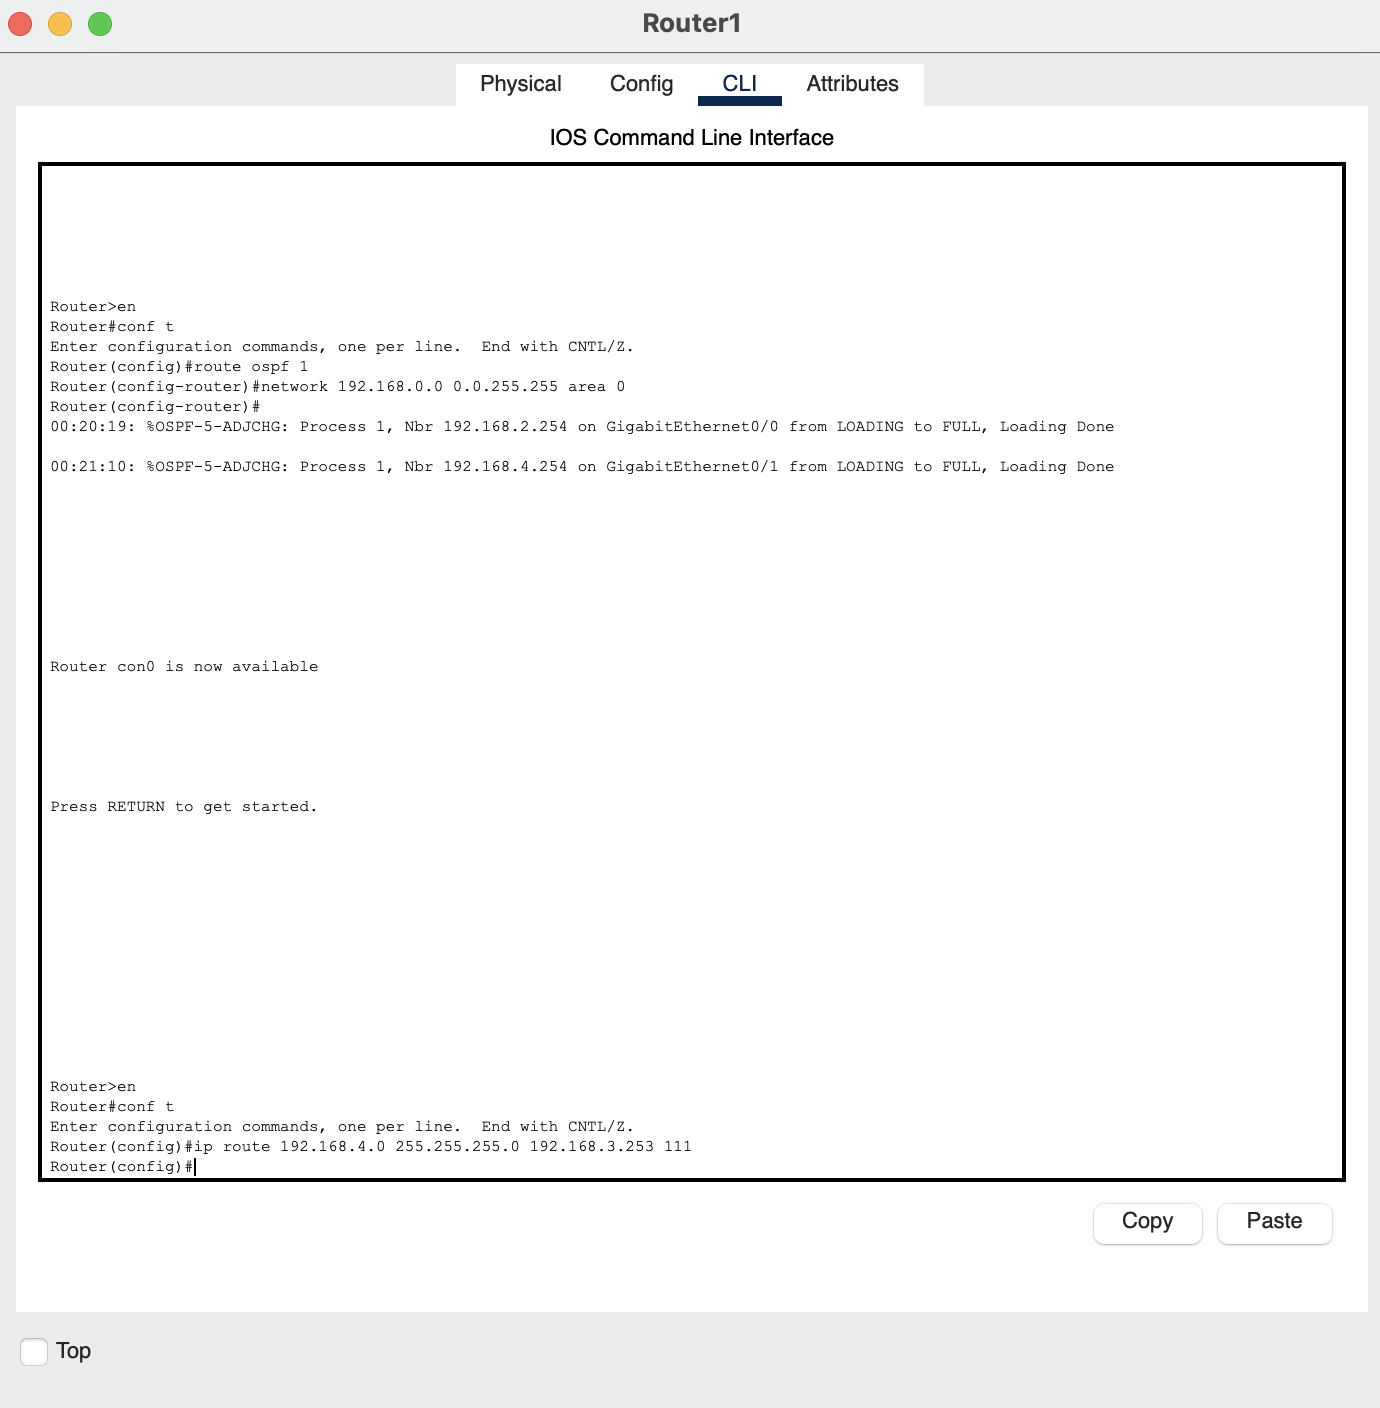 Router1
Physical Config CLI Attributes
IOS Command Line Interface
Router>en
Router#conf t
Enter configuration commands, one per line.  End with CNTL/Z.
Router(config)#route ospf 1
Router(config-router)#network 192.168.0.0 0.0.255.255 area 0
Router(config-router)#
00:20:19: %OSPF-5-ADJCHG: Process 1, Nbr 192.168.2.254 on GigabitEthernet0/0 from LOADING to FULL, Loading Done
00:21:10: %OSPF-5-ADJCHG: Process 1, Nbr 192.168.4.254 on GigabitEthernet0/1 from LOADING to FULL, Loading Done
Router con0 is now available
Press RETURN to get started.
Router>en
Router#conf t
Enter configuration commands, one per line.  End with CNTL/Z.
Router(config)#ip route 192.168.4.0 255.255.255.0 192.168.3.253 111
Router(config)#
Copy Paste
Top